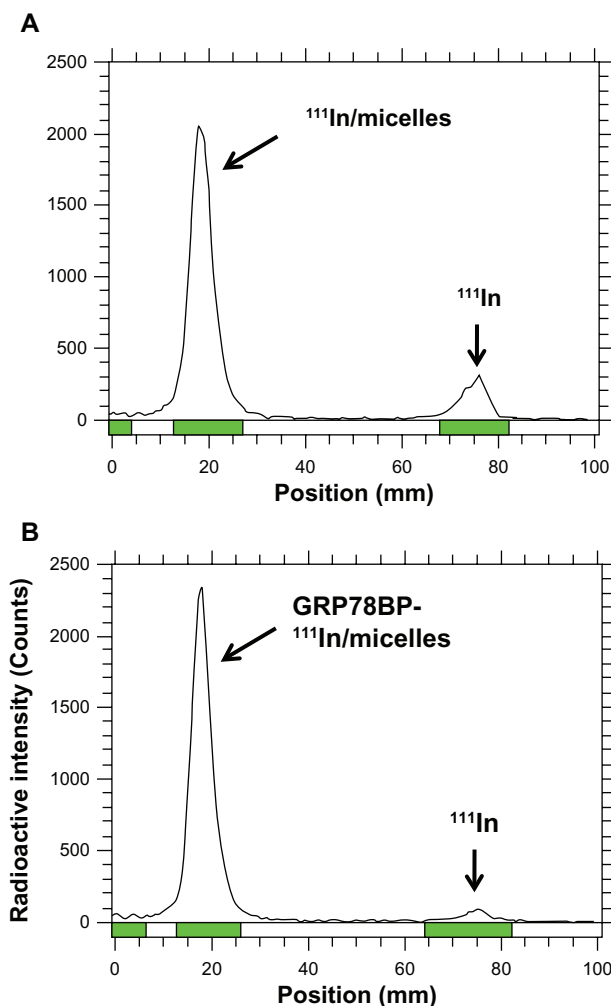 A
2500
2000
1500
1000
500
0
¹¹¹In/micelles
¹¹¹In
0 20 40 60 80 100
Position (mm)
B
Radioactive intensity (Counts)
2500
2000
1500
1000
500
0
GRP78BP-
¹¹¹In/micelles
¹¹¹In
0 20 40 60 80 100
Position (mm)